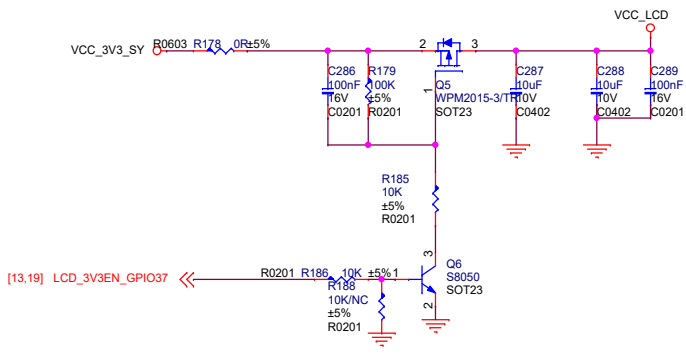 VCC_LCD
VCC_3V3_SY
R0603
R178
0R±5%
2
3
C286
100nF
16V
C0201
R179
100K
±5%
R0201
1
Q5
WPM2015-3/TR
SOT23
C287
10uF
10V
C0402
C288
10uF
10V
C0402
C289
100nF
16V
C0201
R185
10K
±5%
R0201
3
Q6
S8050
SOT23
2
[13,19] LCD_3V3EN_GPIO37
R0201
R186
10K
±5%
1
R188
10K/NC
±5%
R0201